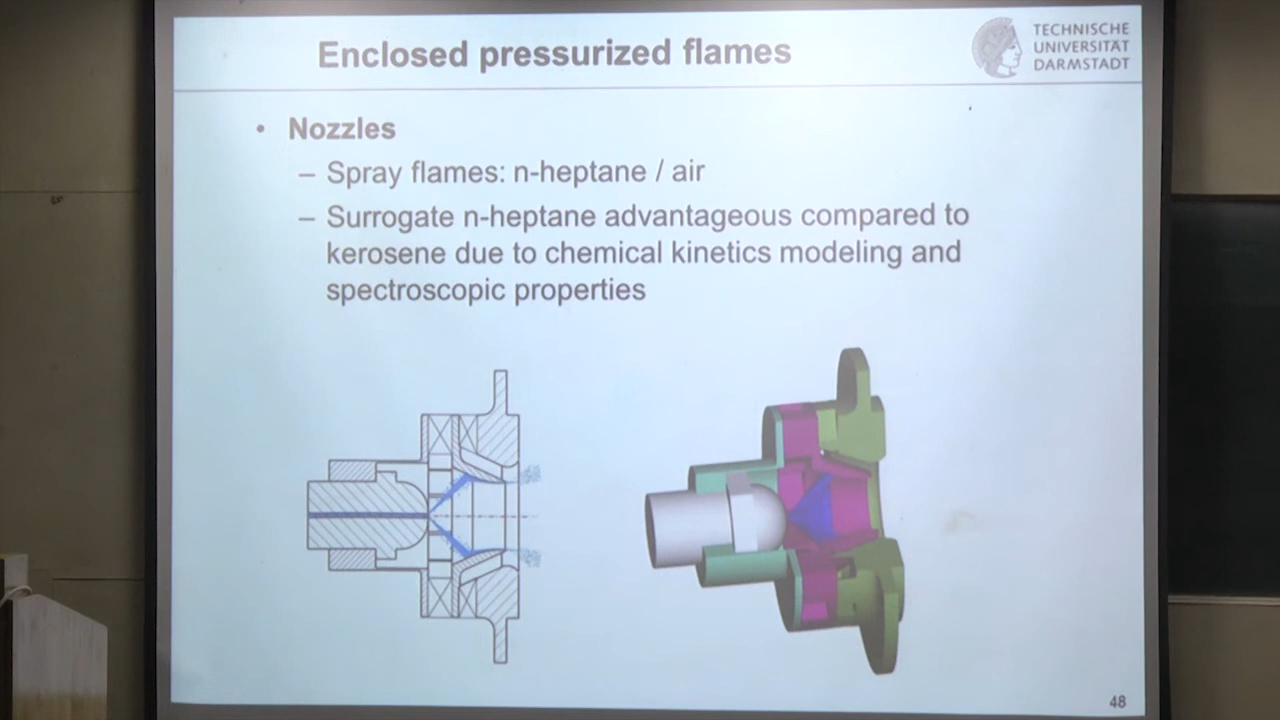 Enclosed pressurized flames
TECHNISCHE
UNIVERSITÄT
DARMSTADT
• Nozzles
– Spray flames: n-heptane / air
– Surrogate n-heptane advantageous compared to
kerosene due to chemical kinetics modeling and
spectroscopic properties
48